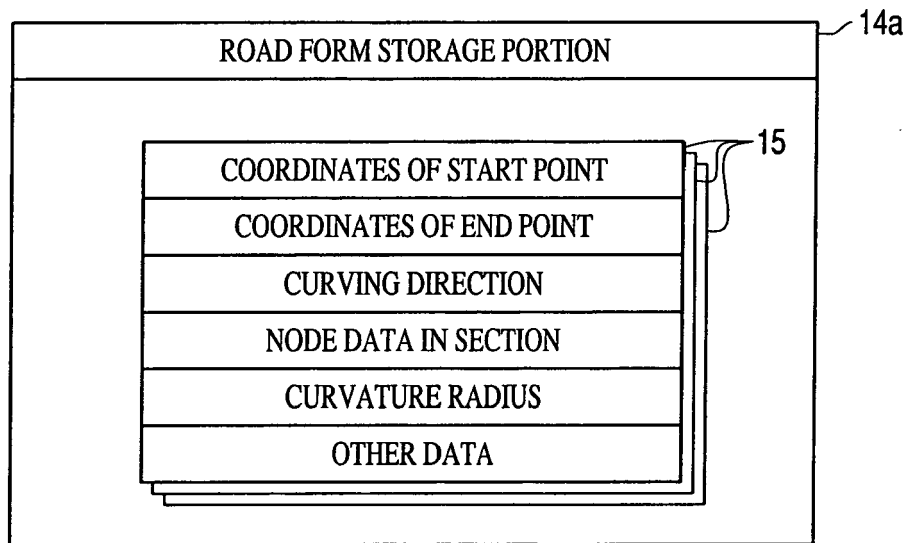 14a
ROAD FORM STORAGE PORTION
15
COORDINATES OF START POINT
COORDINATES OF END POINT
CURVING DIRECTION
NODE DATA IN SECTION
CURVATURE RADIUS
OTHER DATA